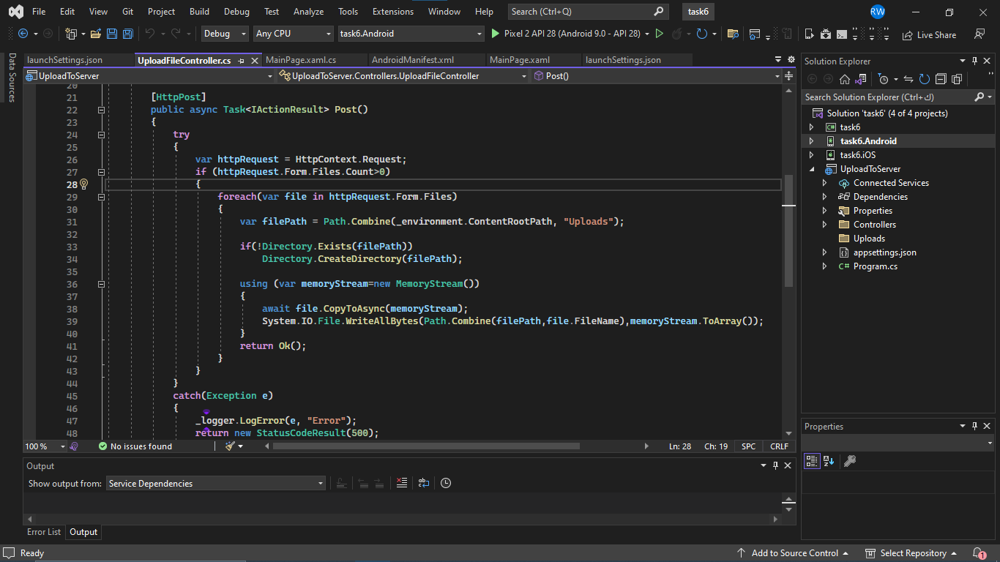 File Edit View Git Project Build Debug Test Analyze Tools Extensions Window Help Search (Ctrl+Q) task6 RW
Debug Any CPU task6.Android Pixel 2 API 28 (Android 9.0 - API 28) Live Share
Data Sources
launchSettings.json UploadFileController.cs MainPage.xaml.cs AndroidManifest.xml MainPage.xaml launchSettings.json
UploadToServer UploadToServer.Controllers.UploadFileController Post()
20
21 [HttpPost]
22 public async Task<IActionResult> Post()
23 {
24 try
25 {
26 var httpRequest = HttpContext.Request;
27 if (httpRequest.Form.Files.Count>0)
28 {
29 foreach(var file in httpRequest.Form.Files)
30 {
31 var filePath = Path.Combine(_environment.ContentRootPath, "Uploads");
32
33 if(!Directory.Exists(filePath))
34 Directory.CreateDirectory(filePath);
35
36 using (var memoryStream=new MemoryStream())
37 {
38 await file.CopyToAsync(memoryStream);
39 System.IO.File.WriteAllBytes(Path.Combine(filePath,file.FileName),memoryStream.ToArray());
40 }
41 return Ok();
42 }
43 }
44 }
45 catch(Exception e)
46 {
47 _logger.LogError(e, "Error");
48 return new StatusCodeResult(500);
100 % No issues found Ln: 28 Ch: 19 SPC CRLF
Output
Show output from: Service Dependencies
Error List Output
Solution Explorer
Search Solution Explorer (Ctrl+ك)
Solution 'task6' (4 of 4 projects)
C# task6
task6.Android
task6.iOS
UploadToServer
Connected Services
Dependencies
Properties
Controllers
Uploads
appsettings.json
C# Program.cs
Properties
Ready Add to Source Control Select Repository 1